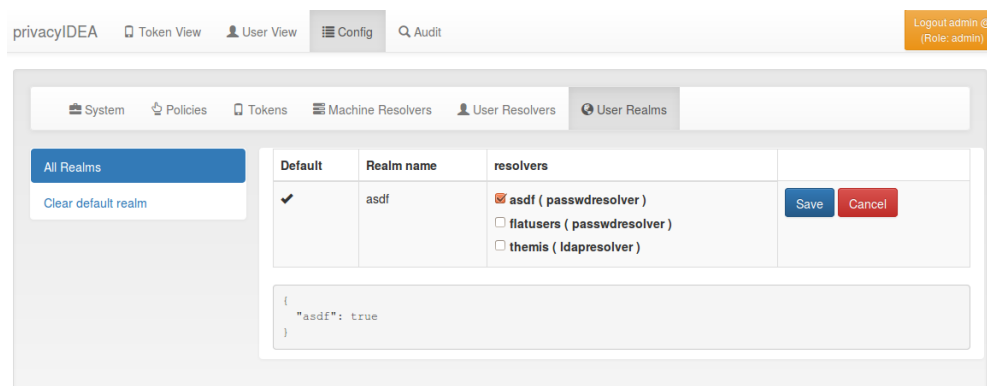 privacyIDEA Token View User View Config Audit
Logout admin @
(Role: admin)
System Policies Tokens Machine Resolvers User Resolvers User Realms
All Realms
Clear default realm
Default Realm name resolvers
asdf asdf ( passwdresolver ) Save Cancel
flatusers ( passwdresolver )
themis ( ldapresolver )
{
"asdf": true
}